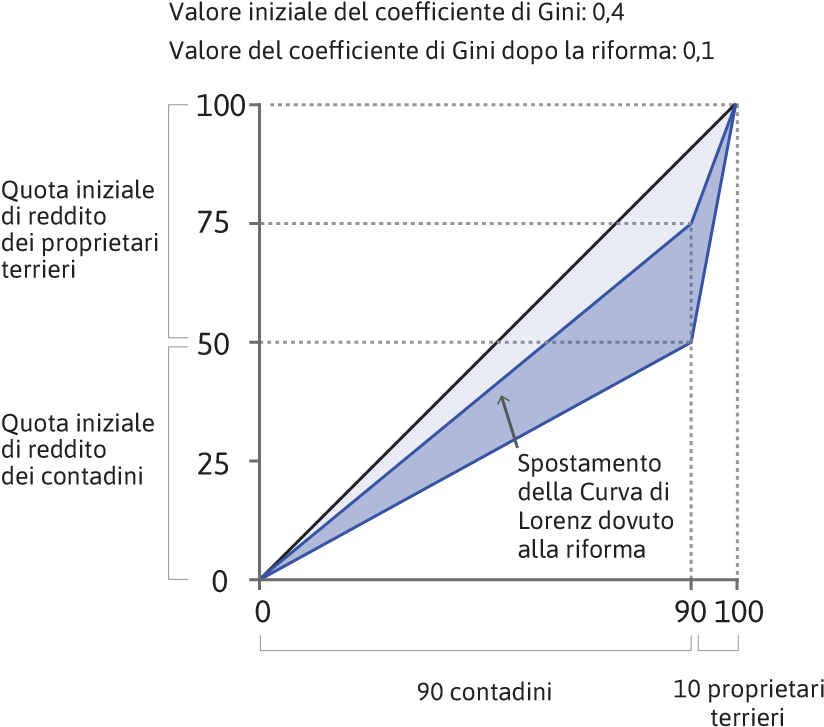 Valore iniziale del coefficiente di Gini: 0,4
Valore del coefficiente di Gini dopo la riforma: 0,1
100
Quota iniziale
di reddito
dei proprietari
terrieri
75
50
Quota iniziale
di reddito
dei contadini
25
Spostamento
della Curva di
Lorenz dovuto
alla riforma
0
0
90
100
90 contadini
10 proprietari
terrieri